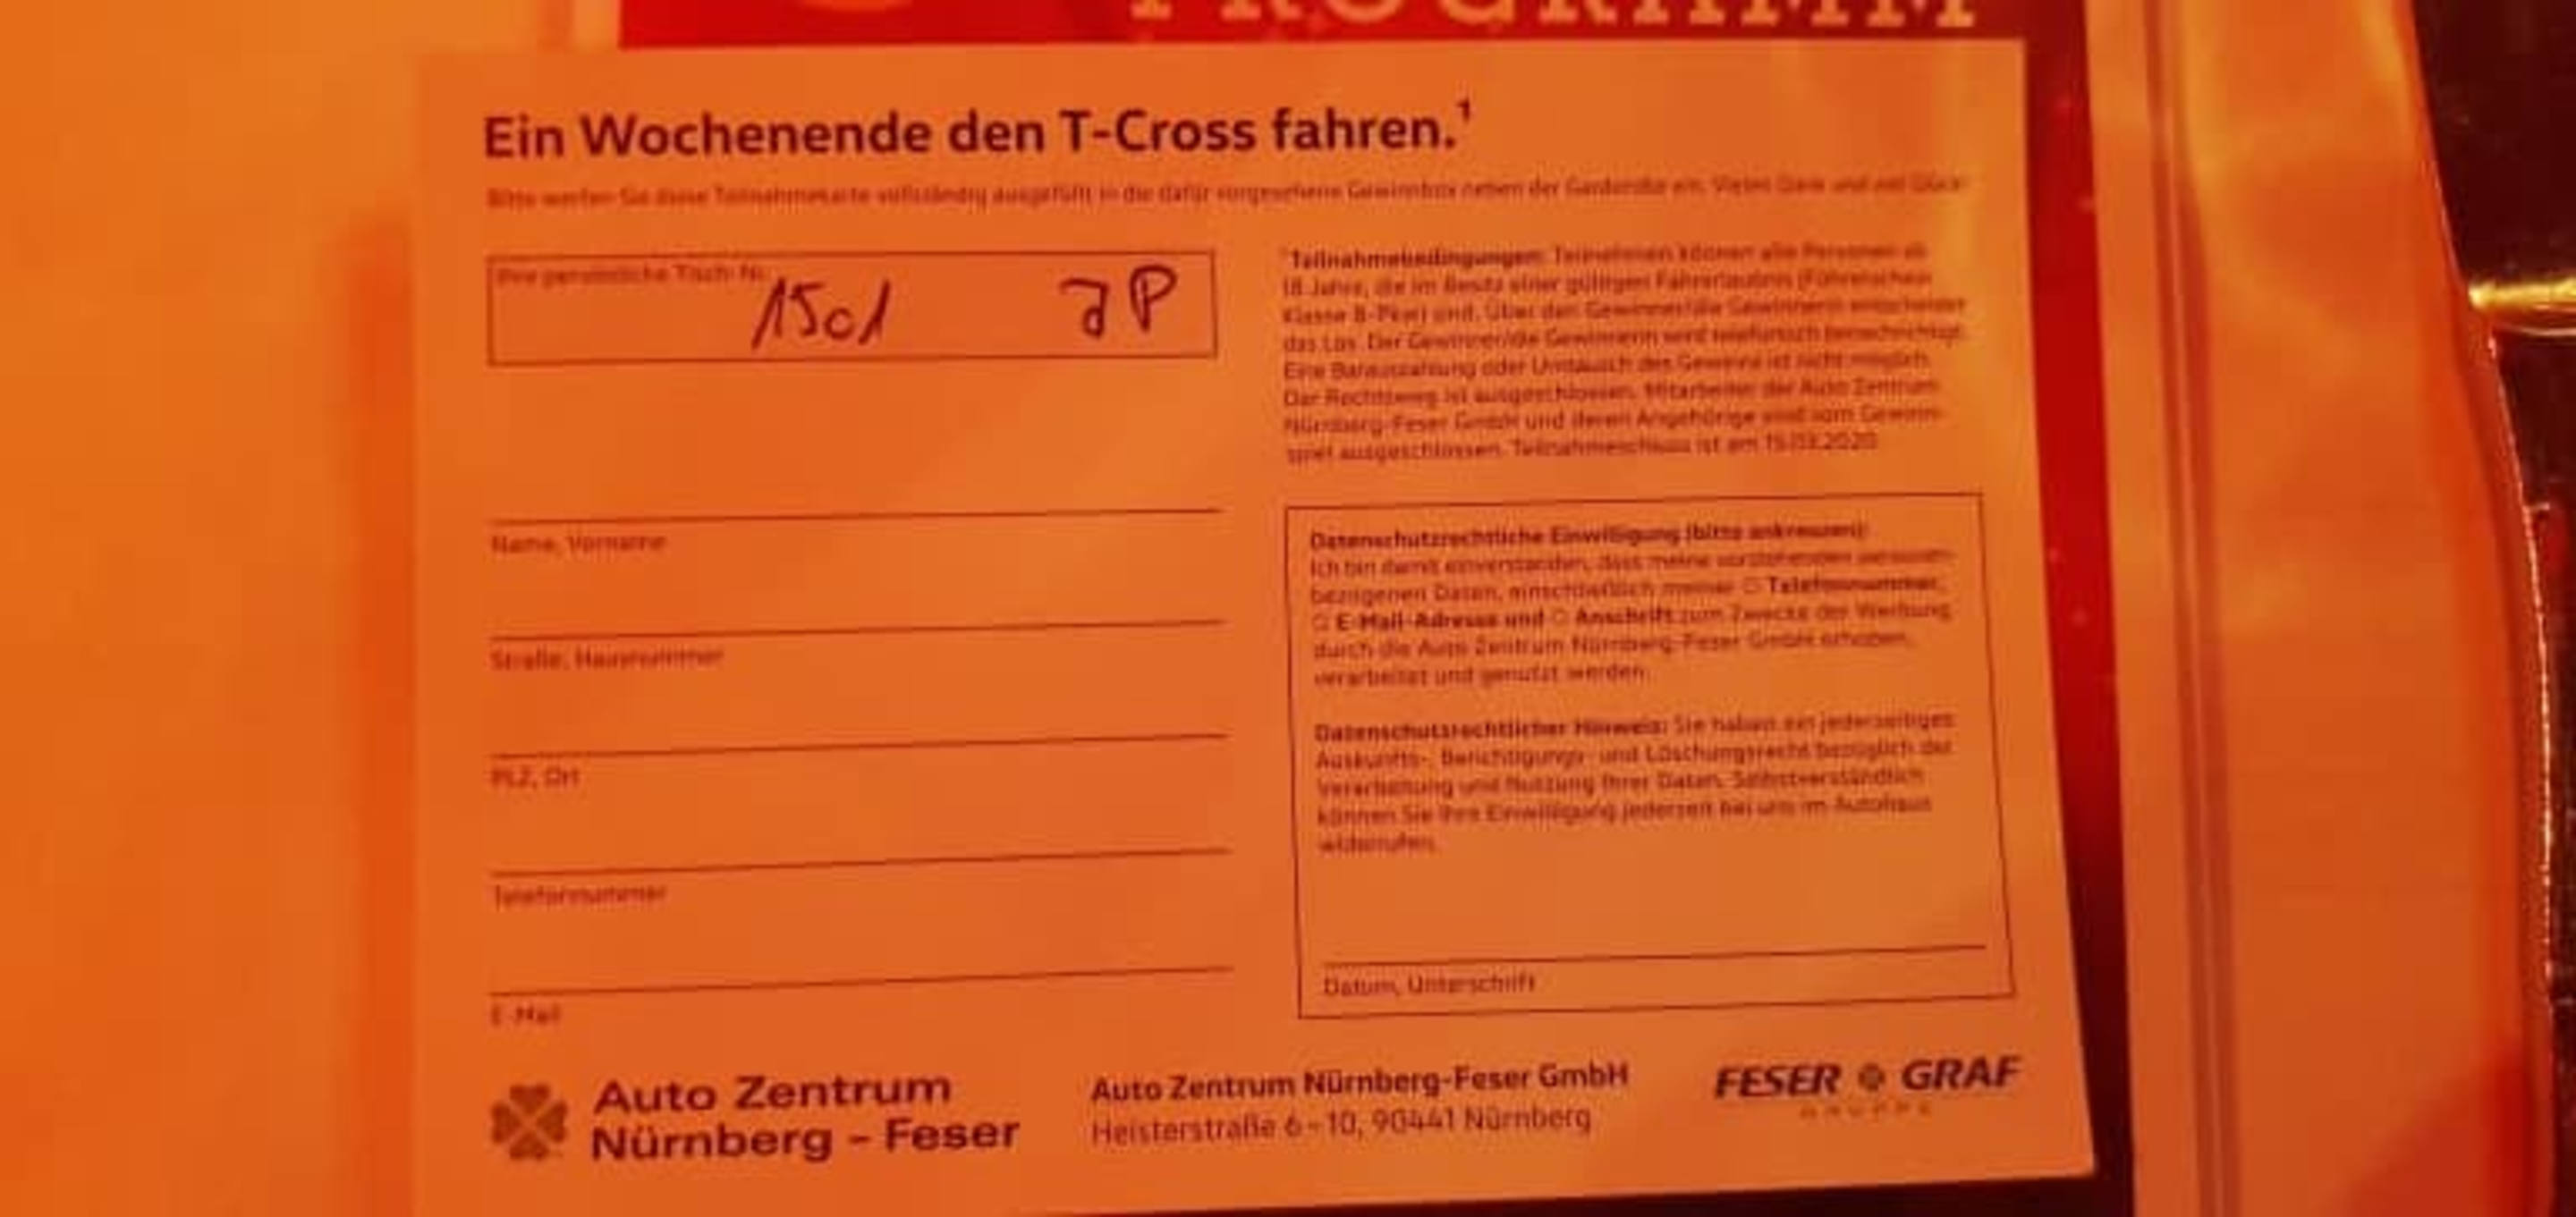 PROGRAMM
Ein Wochenende den T-Cross fahren.¹
Bitte werfen Sie diese Teilnahmekarte vollständig ausgefüllt in die dafür vorgesehene Gewinnbox neben der Garderobe ein. Vielen Dank und viel Glück!
Ihre persönliche Tisch-Nr.
1501 7P
Name, Vorname
Straße, Hausnummer
PLZ, Ort
Telefonnummer
E-Mail
¹Teilnahmebedingungen: Teilnehmen können alle Personen ab
18 Jahre, die im Besitz einer gültigen Fahrerlaubnis (Führerschein
Klasse B-Pkw) sind. Über den Gewinner/die Gewinnerin entscheidet
das Los. Der Gewinner/die Gewinnerin wird telefonisch benachrichtigt.
Eine Barauszahlung oder Umtausch des Gewinns ist nicht möglich.
Der Rechtsweg ist ausgeschlossen. Mitarbeiter der Auto Zentrum
Nürnberg-Feser GmbH und deren Angehörige sind vom Gewinn-
spiel ausgeschlossen. Teilnahmeschluss ist am 15.03.2020
Datenschutzrechtliche Einwilligung (bitte ankreuzen):
Ich bin damit einverstanden, dass meine vorstehenden personen-
bezogenen Daten, einschließlich meiner Telefonnummer,
E-Mail-Adresse und Anschrift zum Zwecke der Werbung
durch die Auto Zentrum Nürnberg-Feser GmbH erhoben,
verarbeitet und genutzt werden.
Datenschutzrechtlicher Hinweis: Sie haben ein jederzeitiges
Auskunfts-, Berichtigungs- und Löschungsrecht bezüglich der
Verarbeitung und Nutzung Ihrer Daten. Selbstverständlich
können Sie Ihre Einwilligung jederzeit bei uns im Autohaus
widerrufen.
Datum, Unterschrift
Auto Zentrum
Nürnberg - Feser
Auto Zentrum Nürnberg-Feser GmbH
Heisterstraße 6-10, 90441 Nürnberg
FESER GRAF
GRUPPE